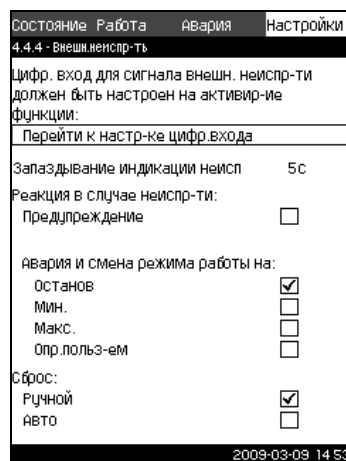 Состояние Работа Авария Настройки
4.4.4 - Внешн.неиспр-ть
Цифр. вход для сигнала внешн. неиспр-ти
должен быть настроен на активир-ие
функции:
Перейти к настр-ке цифр.входа
Запаздывание индикации неисп 5с
Реакция в случае неиспр-ти:
Предупреждение
Авария и смена режима работы на:
Останов
Мин.
Макс.
Опр.польз-ем
Сброс:
Ручной
Авто
2009-03-09 14:53